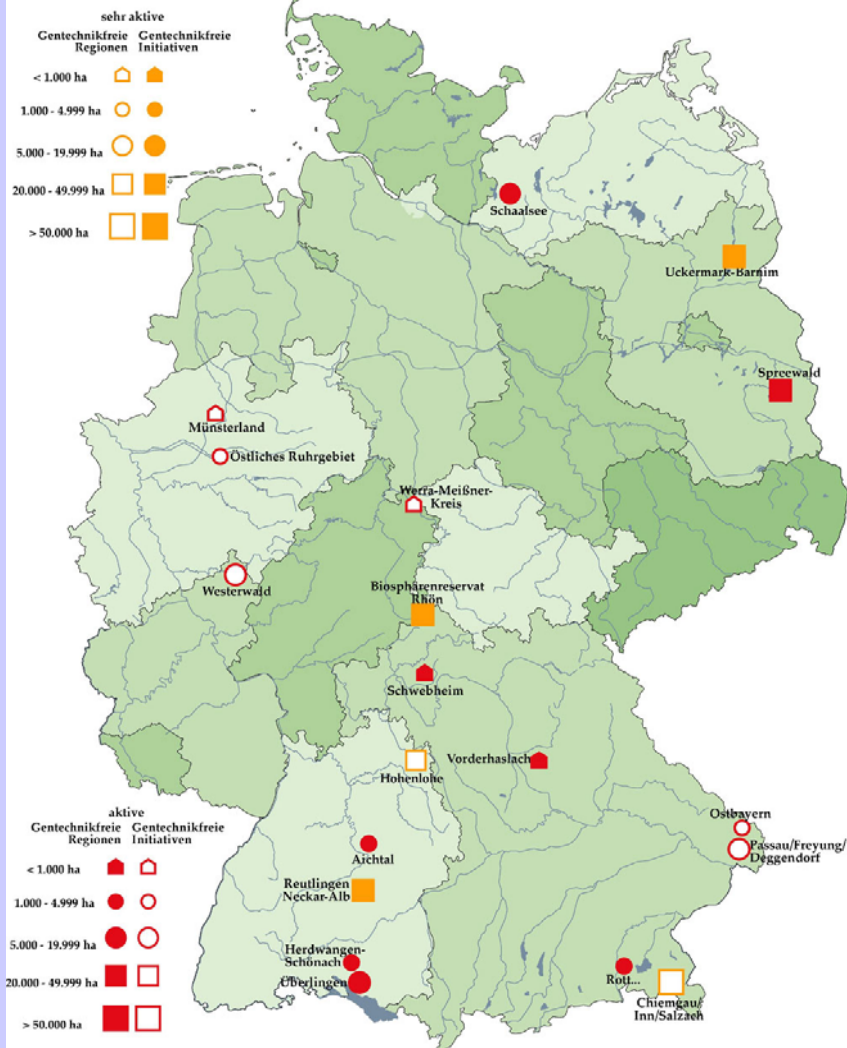 sehr aktive
Gentechnikfreie Gentechnikfreie
Regionen Initiativen
< 1.000 ha
1.000 - 4.999 ha
5.000 - 19.999 ha
20.000 - 49.999 ha
> 50.000 ha
Schaalsee
Uckermark-Barnim
Spreewald
Münsterland
Östliches Ruhrgebiet
Werra-Meißner-
Kreis
Westerwald
Biosphärenreservat
Rhön
Schwebheim
Hohenlohe
Vorderhaslach
Ostbayern
Passau/Freyung/
Deggendorf
Aichtal
Reutlingen
Neckar-Alb
Herdwangen-
Schönach
Überlingen
Rott...
Chiemgau/
Inn/Salzach
aktive
Gentechnikfreie Gentechnikfreie
Regionen Initiativen
< 1.000 ha
1.000 - 4.999 ha
5.000 - 19.999 ha
20.000 - 49.999 ha
> 50.000 ha